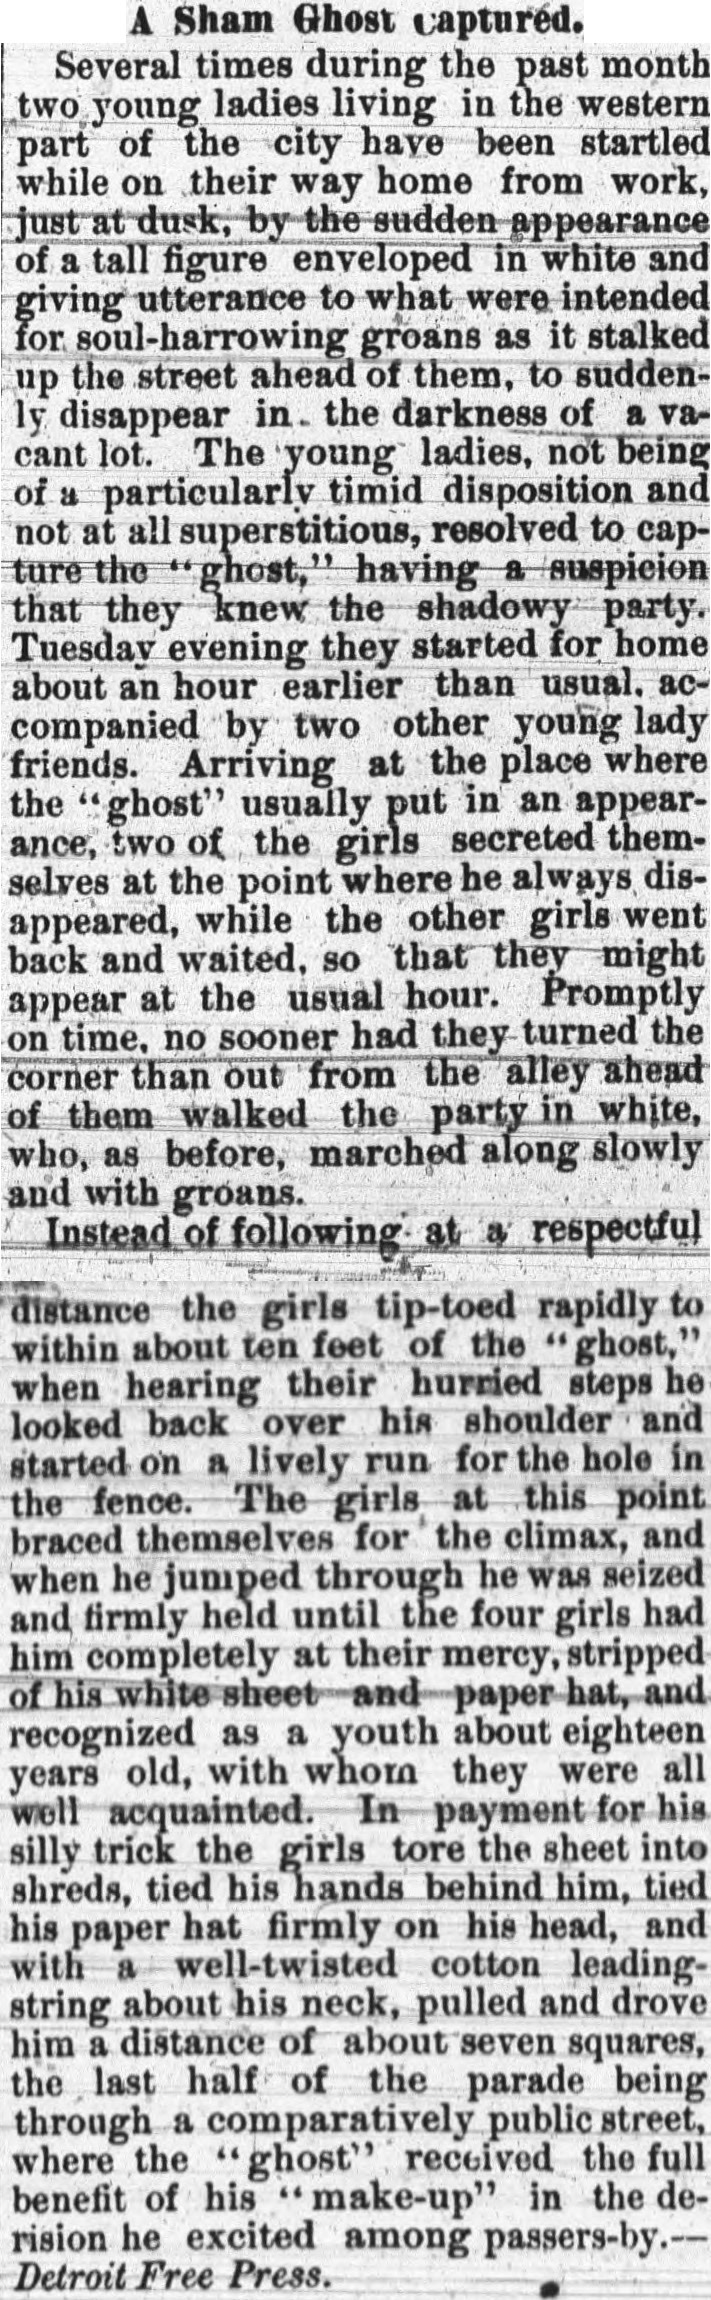 A Sham Ghost Captured.
Several times during the past month
two young ladies living in the western
part of the city have been startled
while on their way home from work,
just at dusk, by the sudden appearance
of a tall figure enveloped in white and
giving utterance to what were intended
for soul-harrowing groans as it stalked
up the street ahead of them, to sudden-
ly disappear in the darkness of a va-
cant lot. The young ladies, not being
of a particularly timid disposition and
not at all superstitious, resolved to cap-
ture the "ghost," having a suspicion
that they knew the shadowy party.
Tuesday evening they started for home
about an hour earlier than usual, ac-
companied by two other young lady
friends. Arriving at the place where
the "ghost" usually put in an appear-
ance, two of the girls secreted them-
selves at the point where he always dis-
appeared, while the other girls went
back and waited, so that they might
appear at the usual hour. Promptly
on time, no sooner had they turned the
corner than out from the alley ahead
of them walked the party in white,
who, as before, marched along slowly
and with groans.
Instead of following at a respectful
distance the girls tip-toed rapidly to
within about ten feet of the "ghost,"
when hearing their hurried steps he
looked back over his shoulder and
started on a lively run for the hole in
the fence. The girls at this point
braced themselves for the climax, and
when he jumped through he was seized
and firmly held until the four girls had
him completely at their mercy, stripped
of his white sheet and paper hat, and
recognized as a youth about eighteen
years old, with whom they were all
well acquainted. In payment for his
silly trick the girls tore the sheet into
shreds, tied his hands behind him, tied
his paper hat firmly on his head, and
with a well-twisted cotton leading-
string about his neck, pulled and drove
him a distance of about seven squares,
the last half of the parade being
through a comparatively public street,
where the "ghost" received the full
benefit of his "make-up" in the de-
rision he excited among passers-by.—
Detroit Free Press.